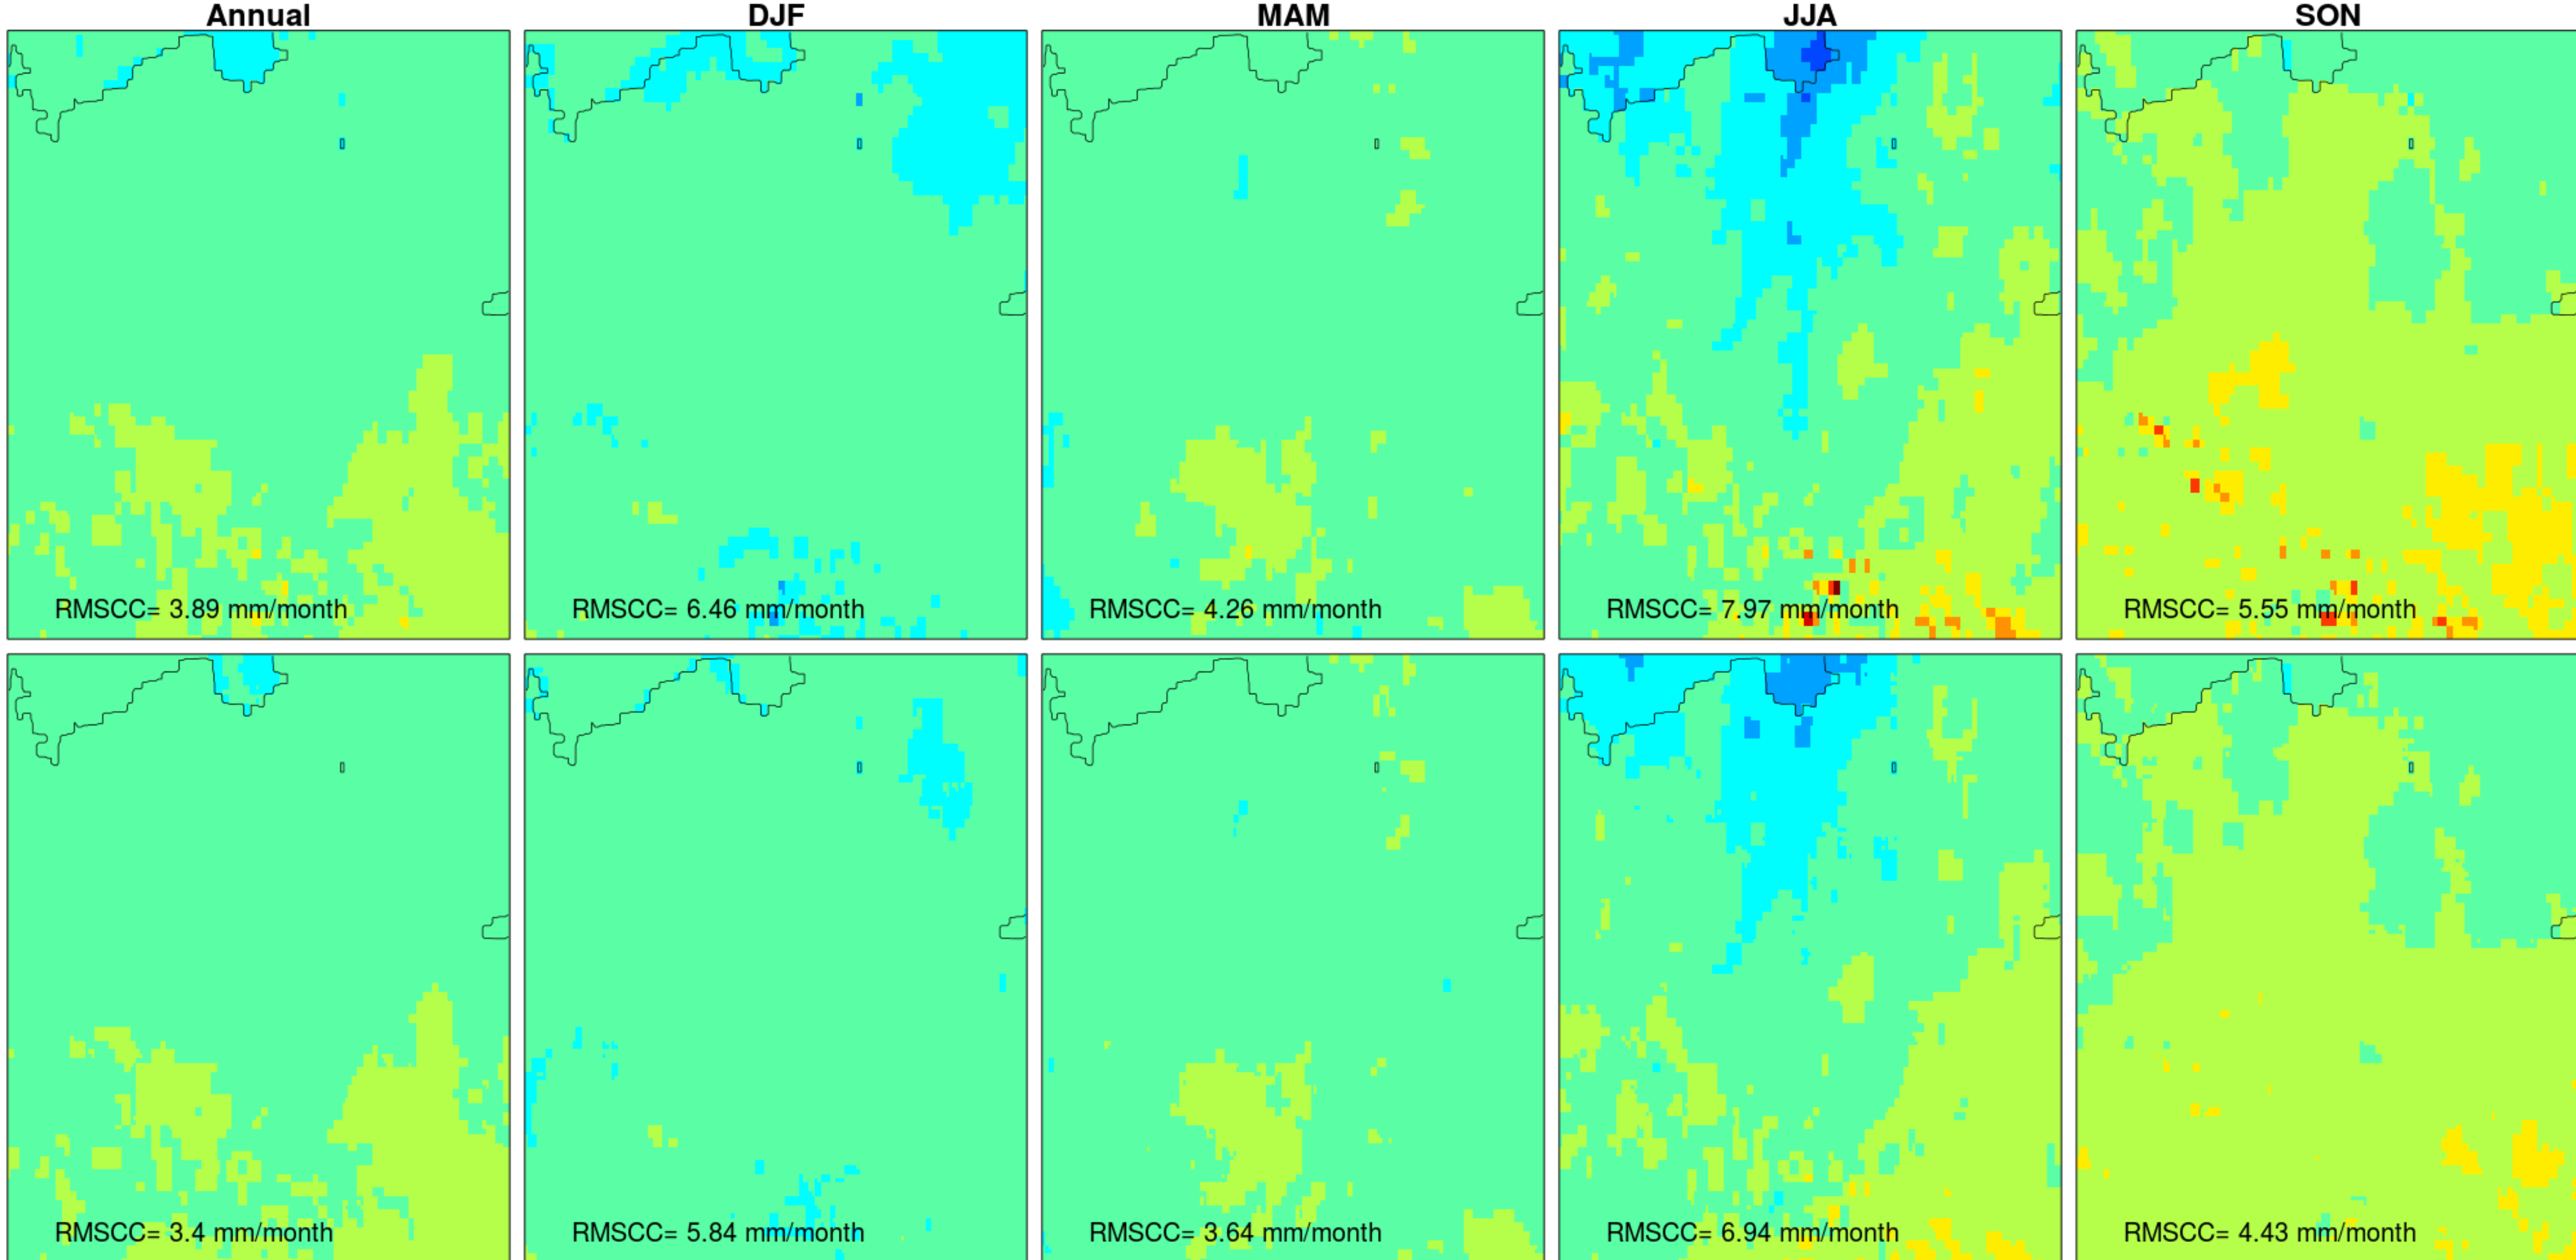 Annual DJF MAM JJA SON
RMSCC= 3.89 mm/month RMSCC= 6.46 mm/month RMSCC= 4.26 mm/month RMSCC= 7.97 mm/month RMSCC= 5.55 mm/month
RMSCC= 3.4 mm/month RMSCC= 5.84 mm/month RMSCC= 3.64 mm/month RMSCC= 6.94 mm/month RMSCC= 4.43 mm/month